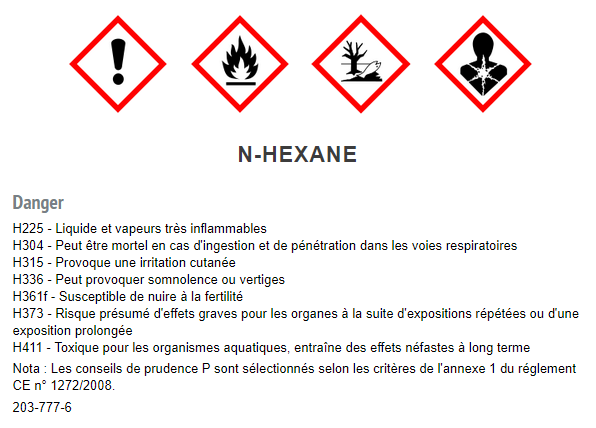 N-HEXANE
Danger
H225 - Liquide et vapeurs très inflammables
H304 - Peut être mortel en cas d'ingestion et de pénétration dans les voies respiratoires
H315 - Provoque une irritation cutanée
H336 - Peut provoquer somnolence ou vertiges
H361f - Susceptible de nuire à la fertilité
H373 - Risque présumé d'effets graves pour les organes à la suite d'expositions répétées ou d'une
exposition prolongée
H411 - Toxique pour les organismes aquatiques, entraîne des effets néfastes à long terme
Nota : Les conseils de prudence P sont sélectionnés selon les critères de l'annexe 1 du réglement
CE n° 1272/2008.
203-777-6